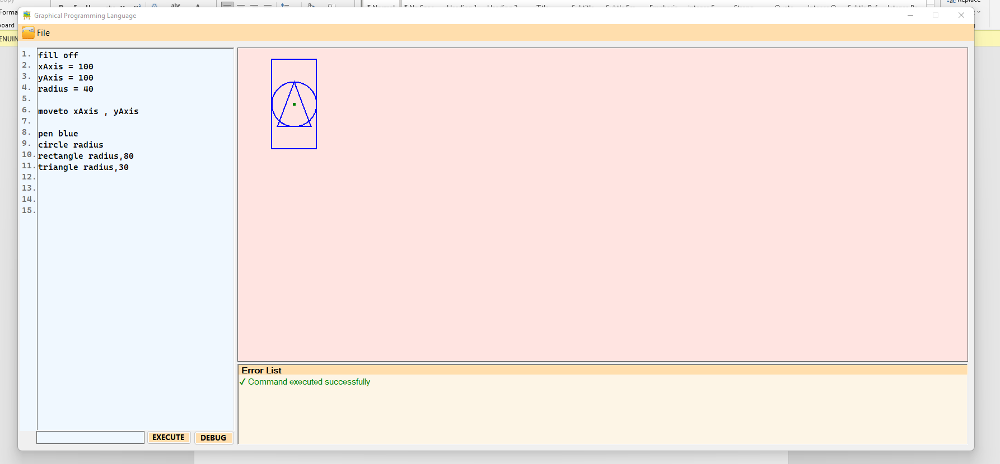 Replace
Graphical Programming Language
File
1. fill off
2. xAxis = 100
3. yAxis = 100
4. radius = 40
5.
6. moveto xAxis , yAxis
7.
8. pen blue
9. circle radius
10. rectangle radius,80
11. triangle radius,30
12.
13.
14.
15.
Error List
✓ Command executed successfully
EXECUTE
DEBUG